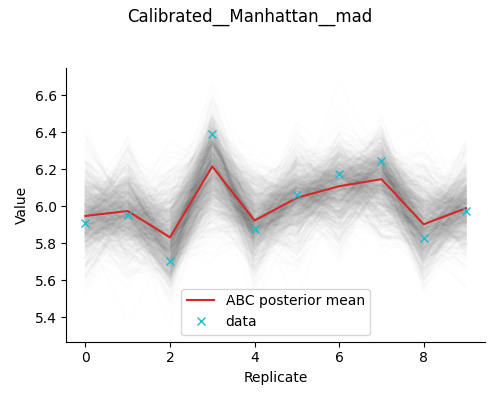 Calibrated__Manhattan__mad
Value
6.6
6.4
6.2
6.0
5.8
5.6
5.4
ABC posterior mean
data
0 2 4 6 8
Replicate